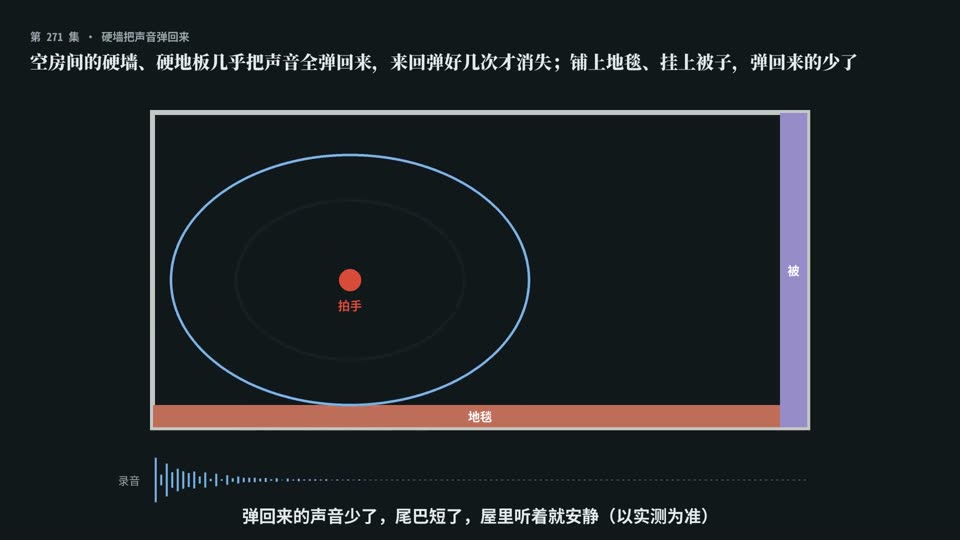 第 271 集 · 硬墙把声音弹回来
空房间的硬墙、硬地板几乎把声音全弹回来，来回弹好几次才消失；铺上地毯、挂上被子，弹回来的少了
被
拍手
地毯
录音
弹回来的声音少了，尾巴短了，屋里听着就安静（以实测为准）